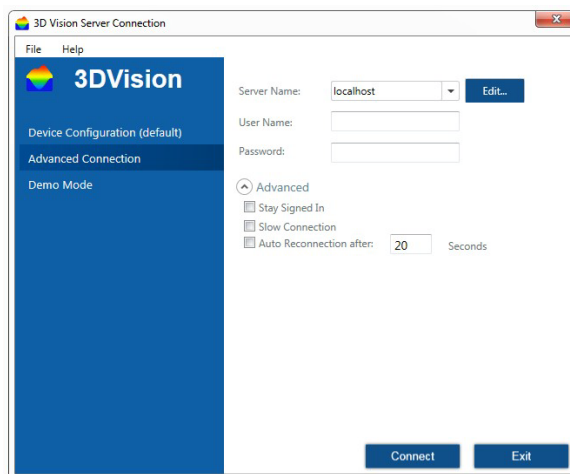 3D Vision Server Connection
File Help
3DVision
Device Configuration (default)
Advanced Connection
Demo Mode
Server Name: localhost Edit...
User Name:
Password:
Advanced
Stay Signed In
Slow Connection
Auto Reconnection after: 20 Seconds
Connect Exit